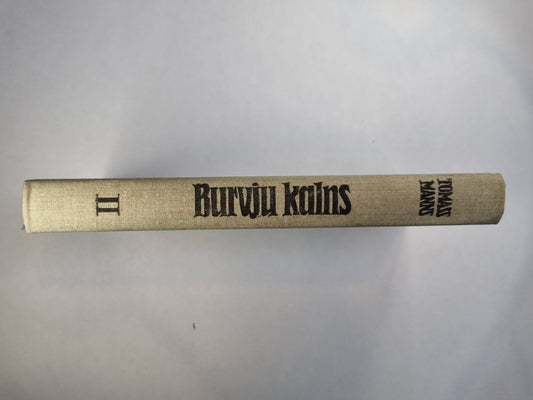 II
Burvju kalns
TOMASS
MANNS